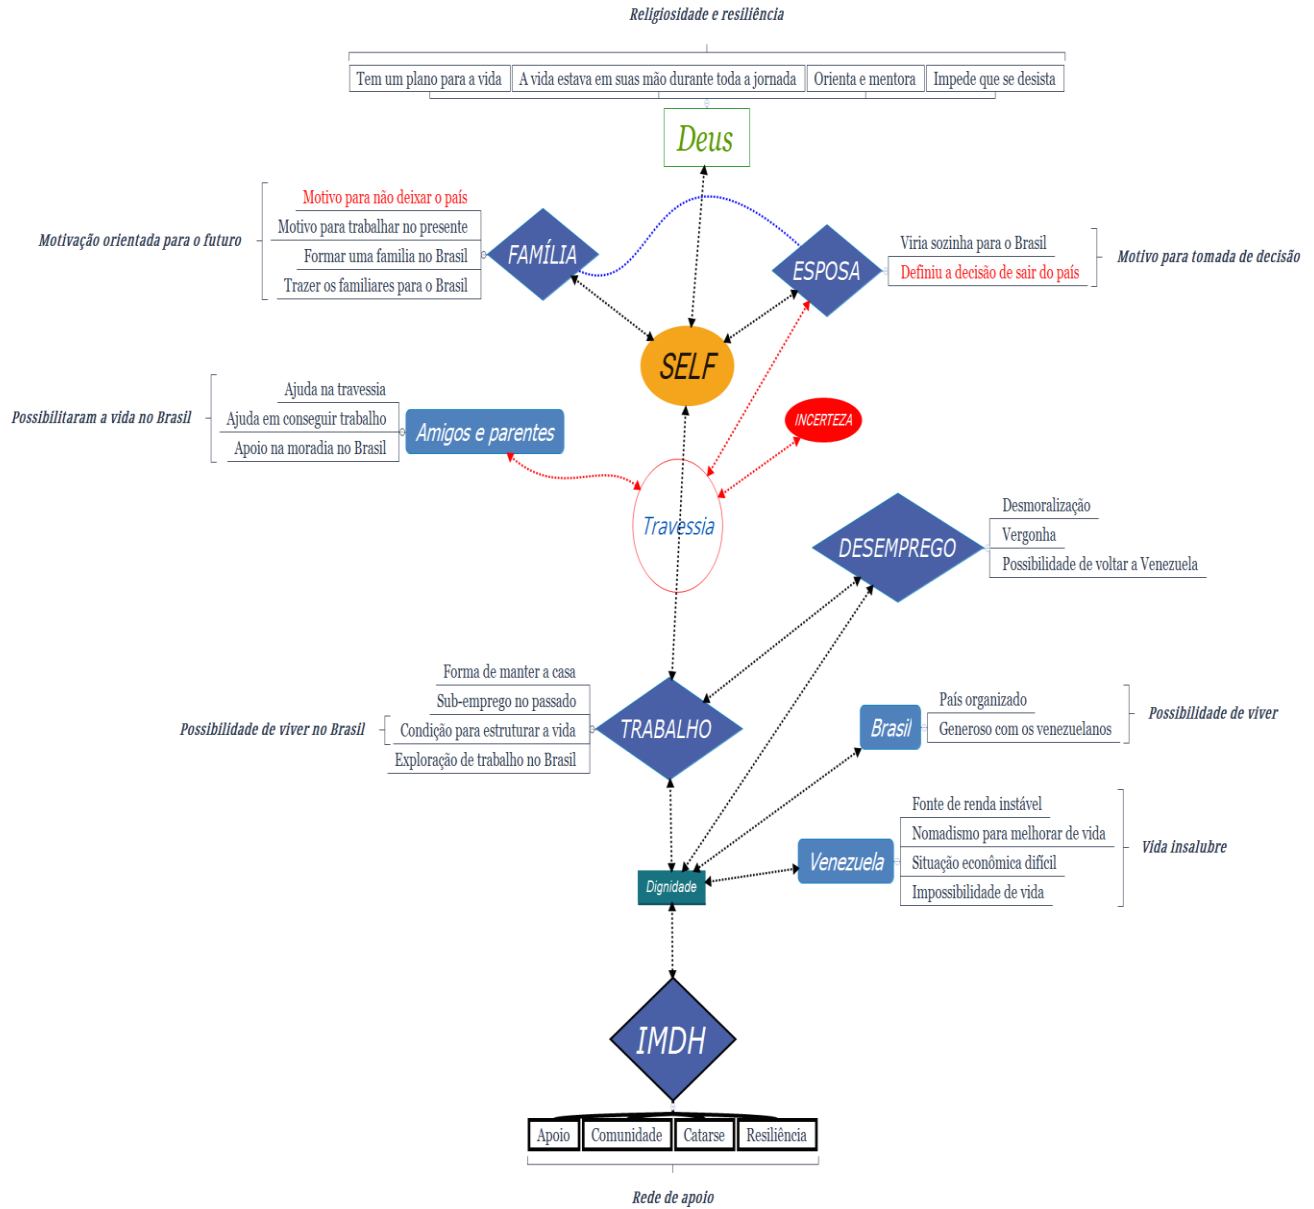 Religiosidade e resiliência
Tem um plano para a vida
A vida estava em suas mão durante toda a jornada
Orienta e mentora
Impede que se desista
Deus
Motivação orientada para o futuro
Motivo para não deixar o país
Motivo para trabalhar no presente
Formar uma familia no Brasil
Trazer os familiares para o Brasil
FAMÍLIA
ESPOSA
Viria sozinha para o Brasil
Definiu a decisão de sair do país
Motivo para tomada de decisão
SELF
Possibilitaram a vida no Brasil
Ajuda na travessia
Ajuda em conseguir trabalho
Apoio na moradia no Brasil
Amigos e parentes
INCERTEZA
Travessia
DESEMPREGO
Desmoralização
Vergonha
Possibilidade de voltar a Venezuela
Possibilidade de viver no Brasil
Forma de manter a casa
Sub-emprego no passado
Condição para estruturar a vida
Exploração de trabalho no Brasil
TRABALHO
Brasil
País organizado
Generoso com os venezuelanos
Possibilidade de viver
Venezuela
Fonte de renda instável
Nomadismo para melhorar de vida
Situação econômica difícil
Impossibilidade de vida
Vida insalubre
Dignidade
IMDH
Apoio
Comunidade
Catarse
Resiliência
Rede de apoio